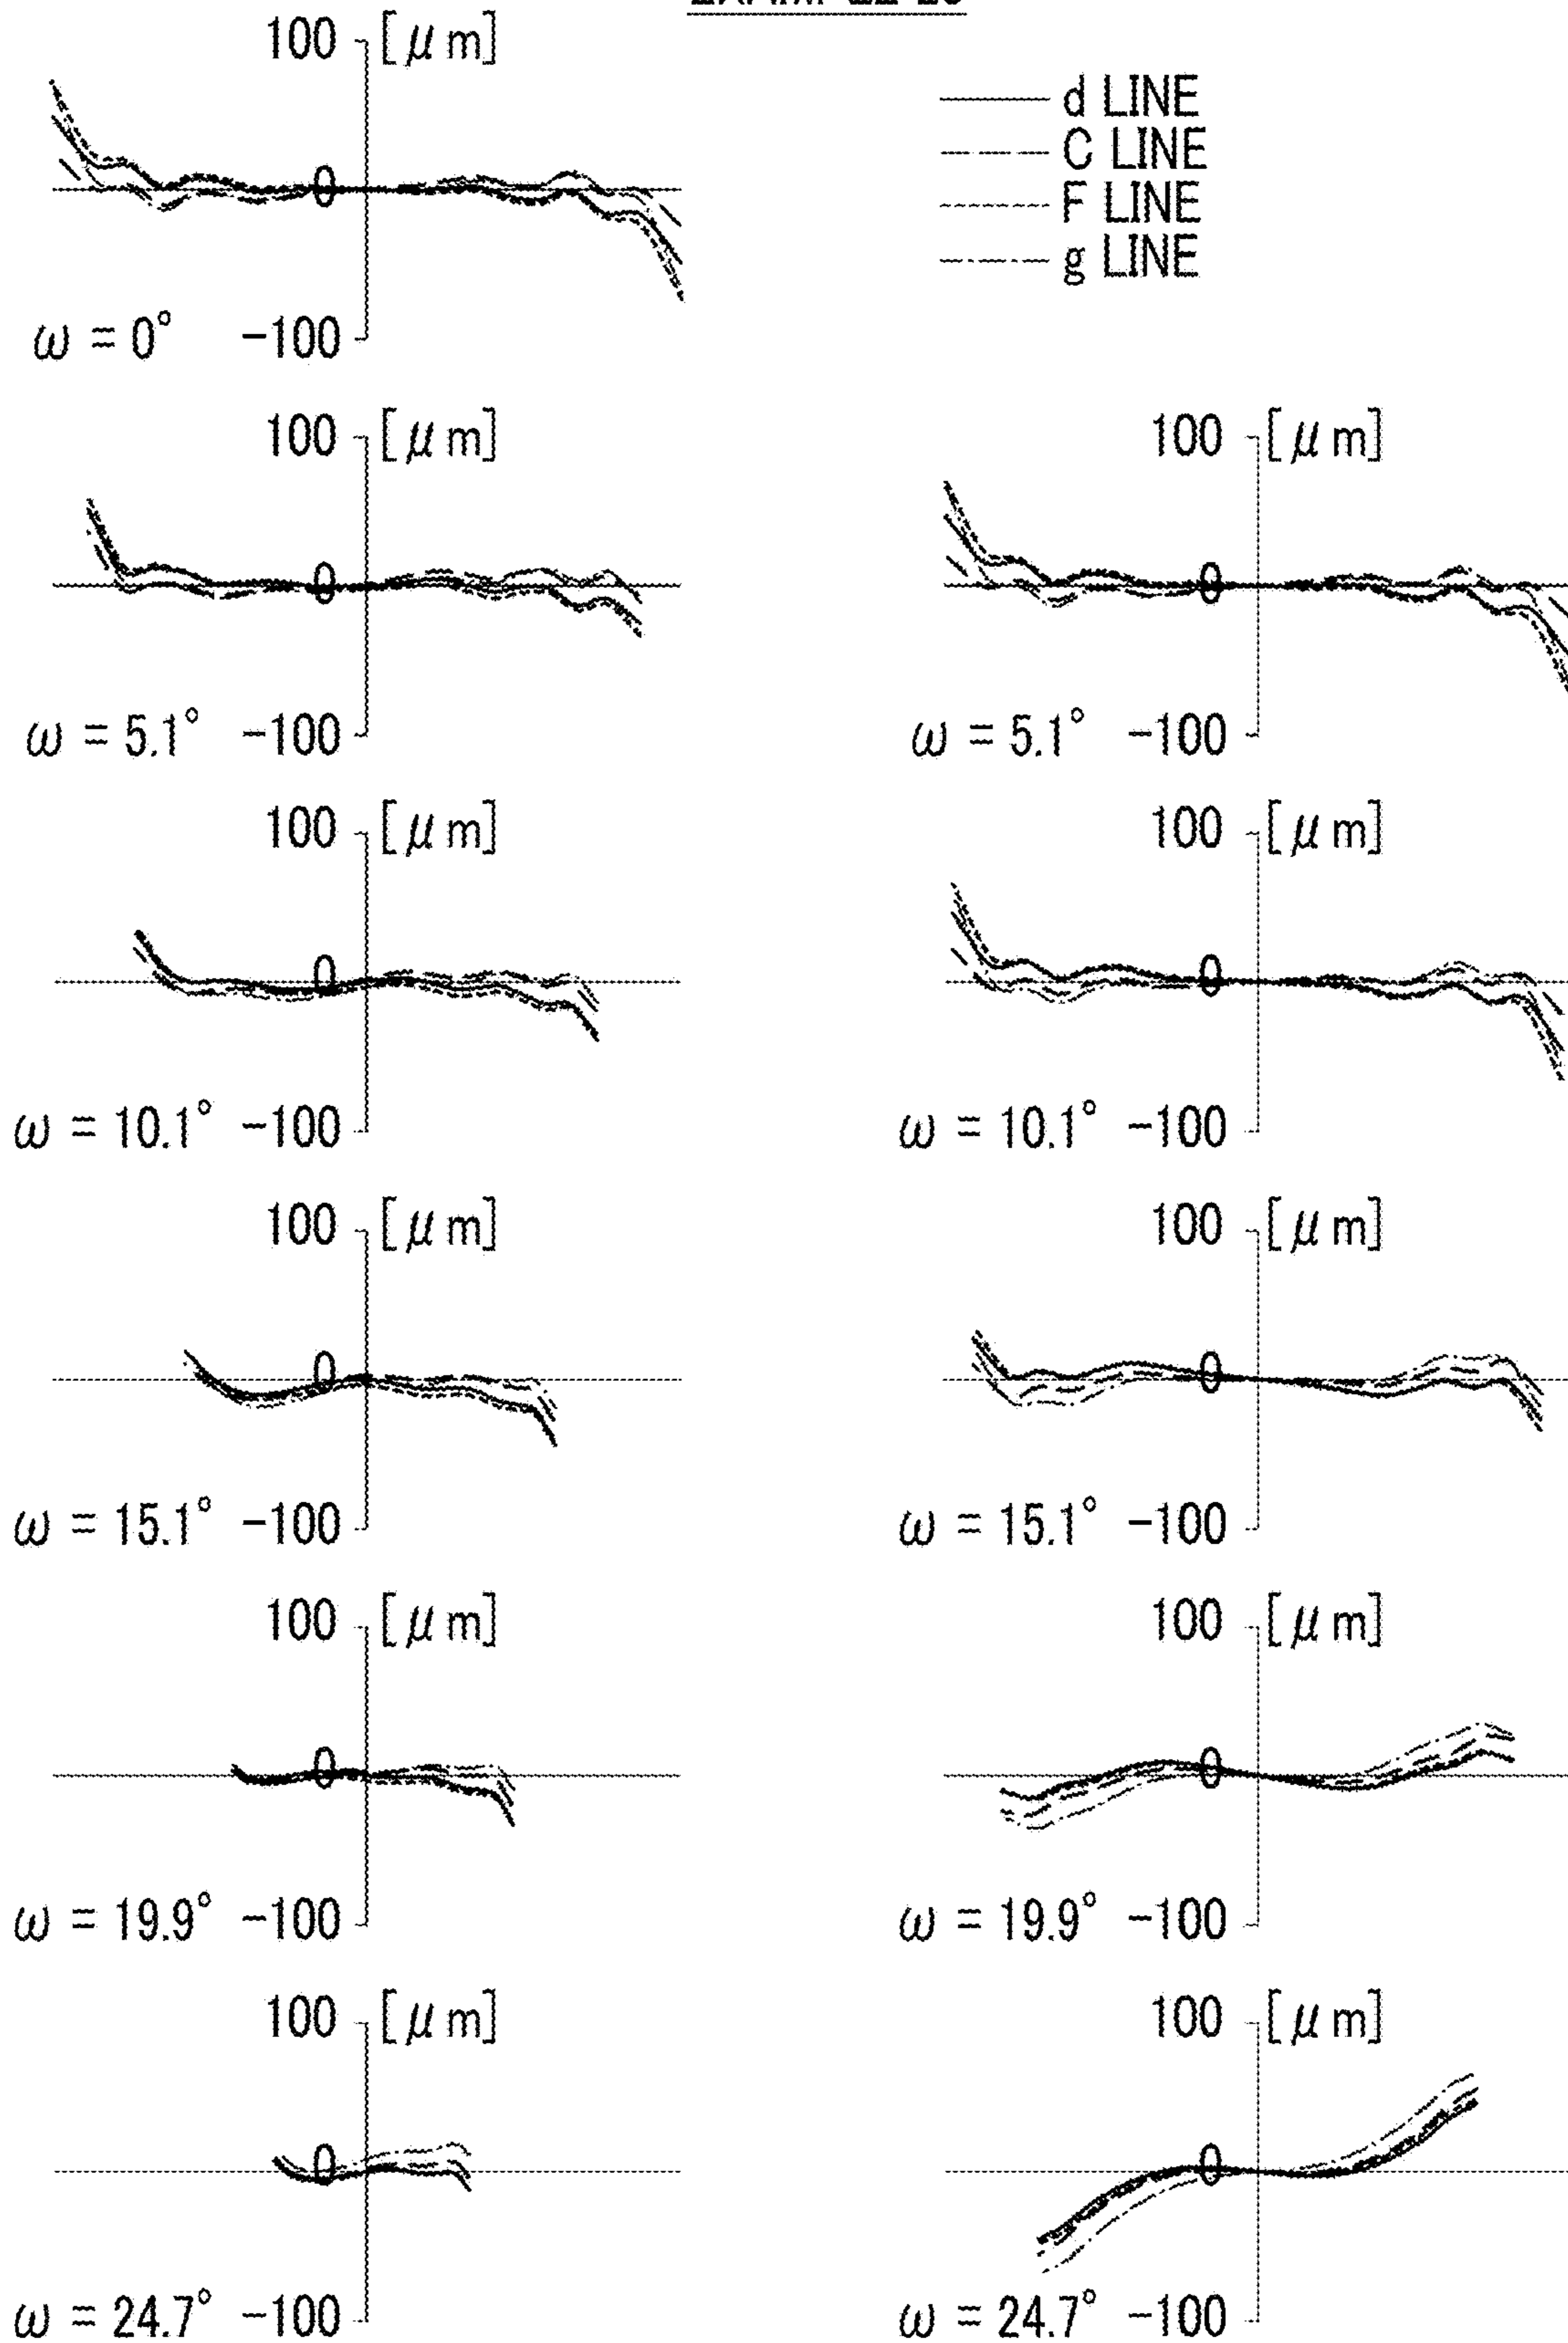 100 [μm]
d LINE
C LINE
F LINE
g LINE
0
ω = 0° -100
100 [μm] 100 [μm]
0 0
ω = 5.1° -100 ω = 5.1° -100
100 [μm] 100 [μm]
0 0
ω = 10.1° -100 ω = 10.1° -100
100 [μm] 100 [μm]
0 0
ω = 15.1° -100 ω = 15.1° -100
100 [μm] 100 [μm]
0 0
ω = 19.9° -100 ω = 19.9° -100
100 [μm] 100 [μm]
0 0
ω = 24.7° -100 ω = 24.7° -100